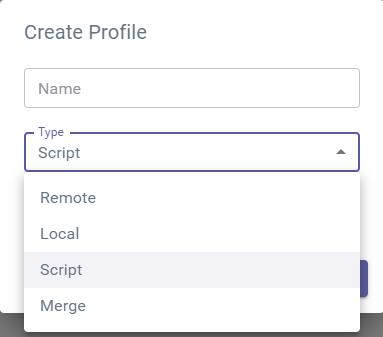 Create Profile
Name
Type
Script
Remote
Local
Script
Merge